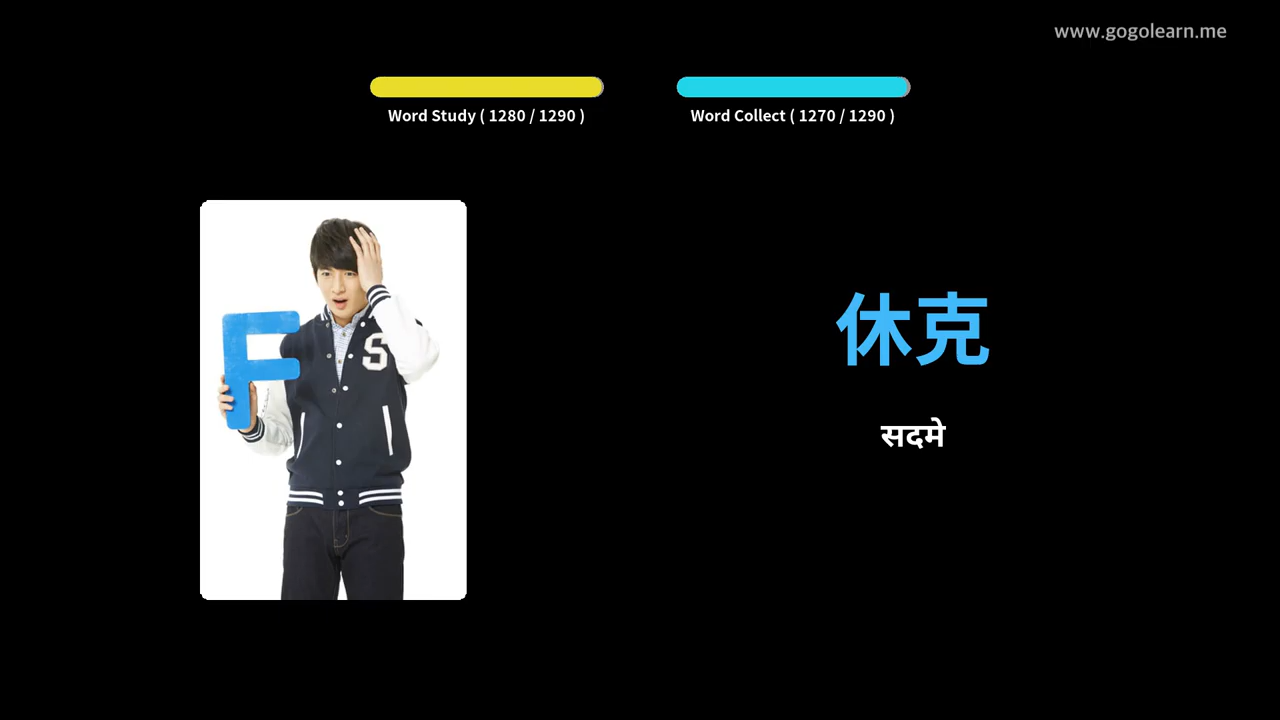 www.gogolearn.me
Word Study ( 1280 / 1290 )
Word Collect ( 1270 / 1290 )
F
S
休克
सदमे